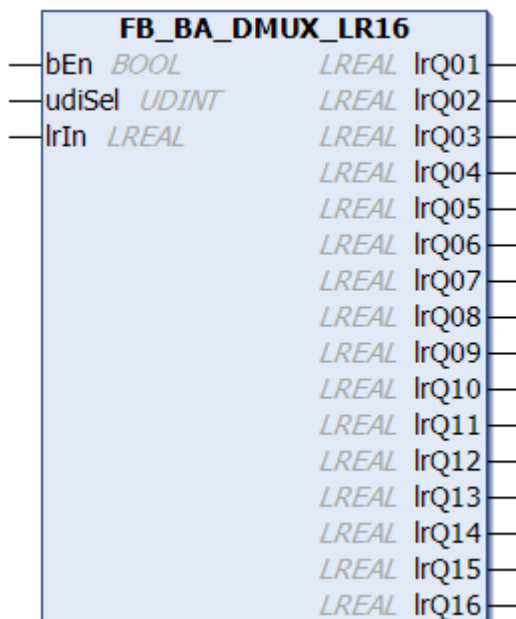 FB_BA_DMUX_LR16
bEn BOOL LREAL lrQ01
udiSel UDINT LREAL lrQ02
lrIn LREAL LREAL lrQ03
LREAL lrQ04
LREAL lrQ05
LREAL lrQ06
LREAL lrQ07
LREAL lrQ08
LREAL lrQ09
LREAL lrQ10
LREAL lrQ11
LREAL lrQ12
LREAL lrQ13
LREAL lrQ14
LREAL lrQ15
LREAL lrQ16